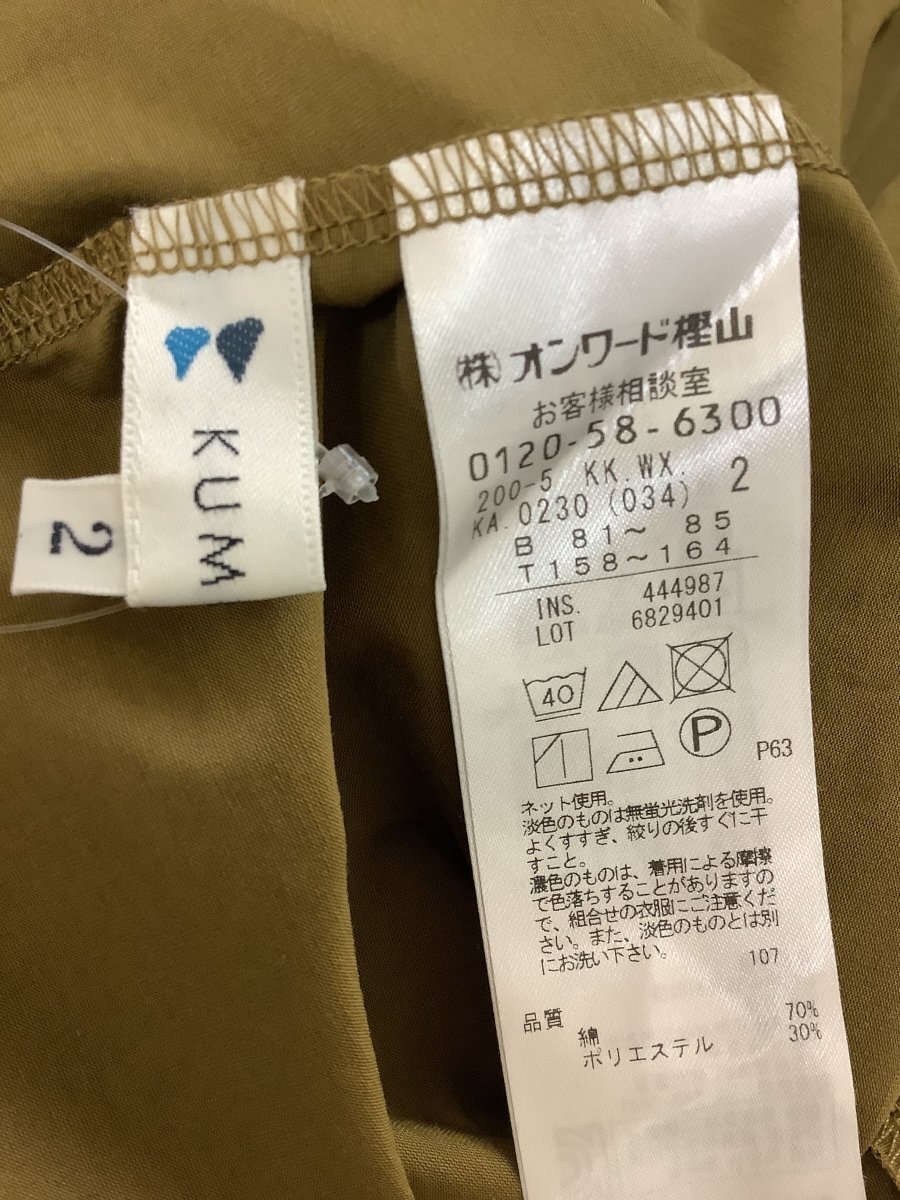 KUM
2
(株)オンワード樫山
お客様相談室
0120-58-6300
200-5 KK.WX.
KA.0230 (034) 2
B 81～ 85
T 158～164
INS. 444987
LOT 6829401
40
P
P63
ネット使用。
淡色のものは無蛍光洗剤を使用。
よくすすぎ、絞りの後すぐに干
すこと。
濃色のものは、着用による摩擦
で色落ちすることがありますの
で、組合せの衣服にご注意くだ
さい。また、淡色のものとは別
にお洗い下さい。
107
品質
綿 70%
ポリエステル 30%